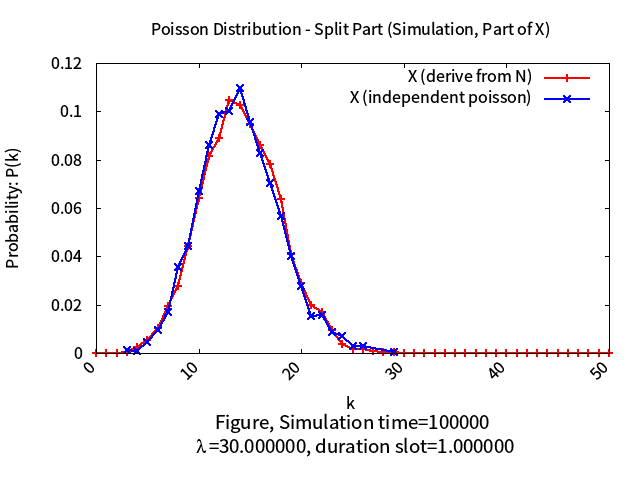 Poisson Distribution - Split Part (Simulation, Part of X)
0.12
X (derive from N)
X (independent poisson)
0.1
0.08
0.06
0.04
0.02
0
Probability: P(k)
0 10 20 30 40 50
k
Figure, Simulation time=100000
λ=30.000000, duration slot=1.000000